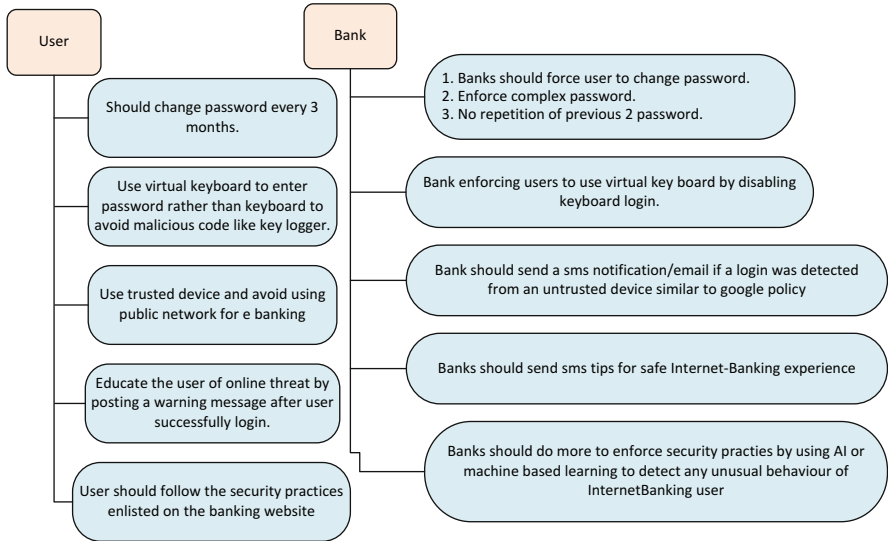 User
Should change password every 3
months.
Use virtual keyboard to enter
password rather than keyboard to
avoid malicious code like key logger.
Use trusted device and avoid using
public network for e banking
Educate the user of online threat by
posting a warning message after user
successfully login.
User should follow the security practices
enlisted on the banking website
Bank
1. Banks should force user to change password.
2. Enforce complex password.
3. No repetition of previous 2 password.
Bank enforcing users to use virtual key board by disabling
keyboard login.
Bank should send a sms notification/email if a login was detected
from an untrusted device similar to google policy
Banks should send sms tips for safe Internet-Banking experience
Banks should do more to enforce security practies by using AI or
machine based learning to detect any unusual behaviour of
InternetBanking user